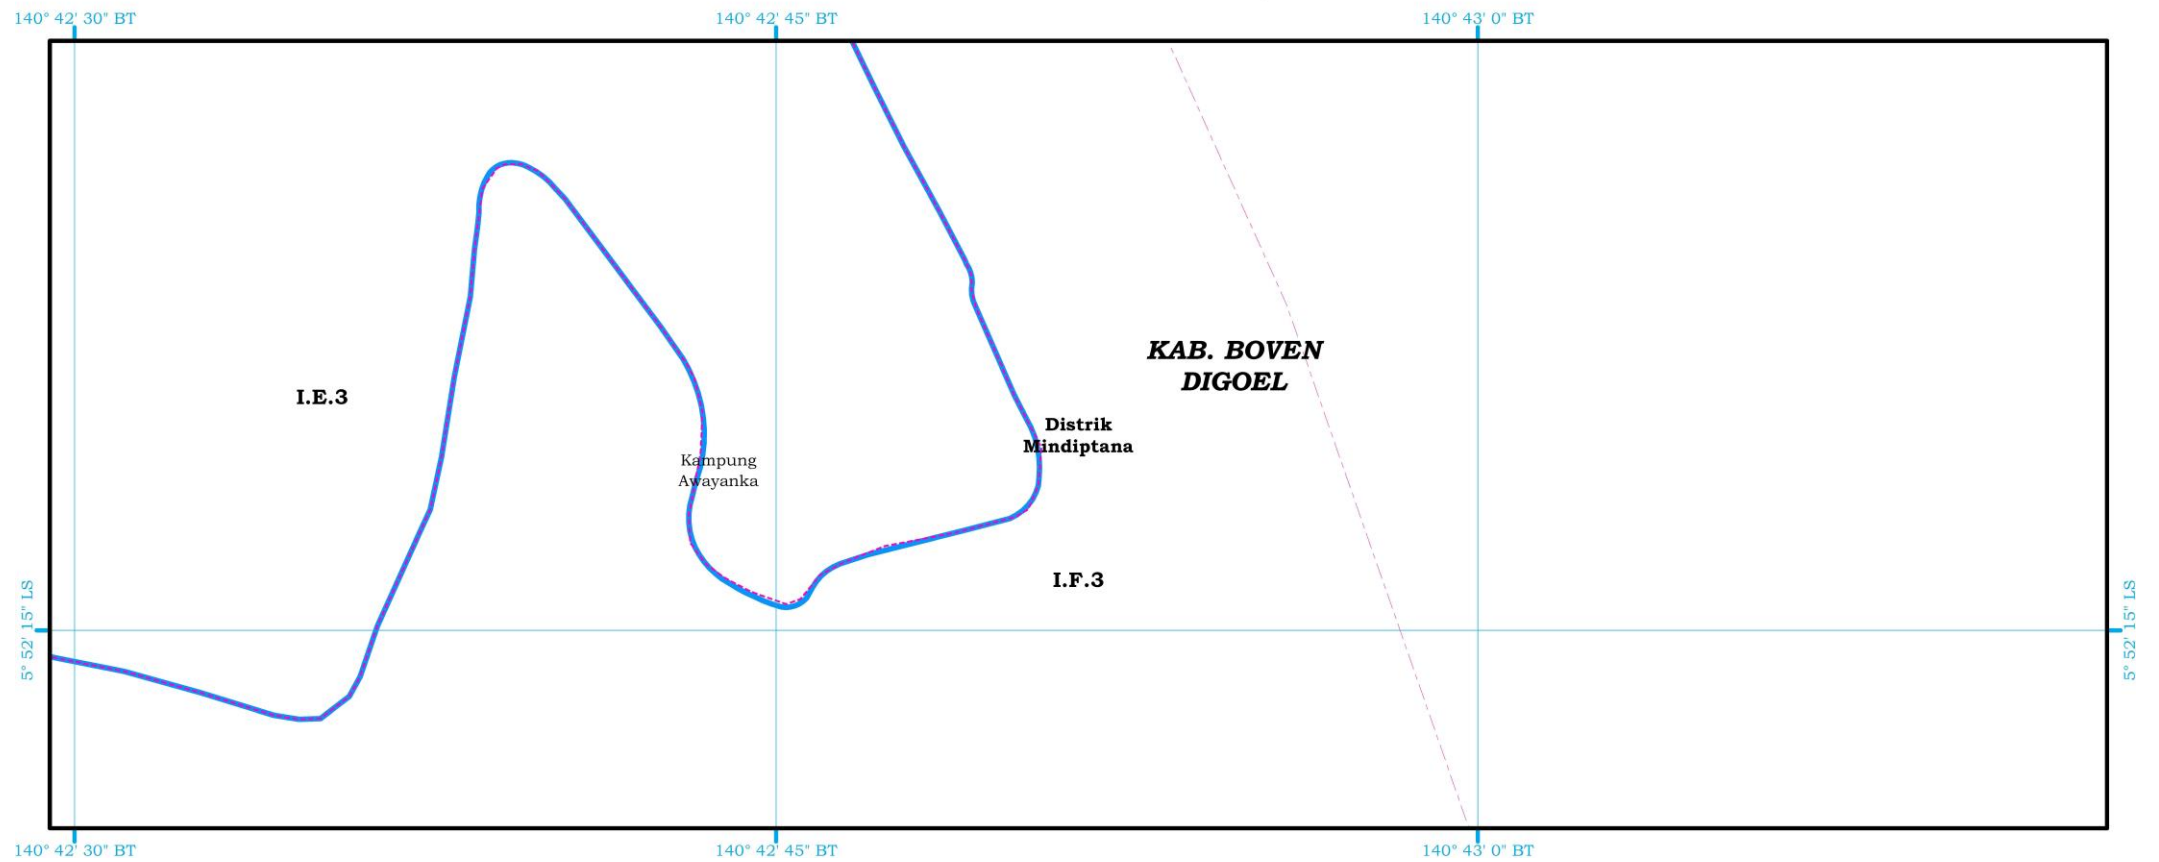 140° 42' 30" BT
140° 42' 45" BT
140° 43' 0" BT
KAB. BOVEN
DIGOEL
I.E.3
Distrik
Mindiptana
Kampung
Awayanka
I.F.3
5° 52' 15" LS
5° 52' 15" LS
140° 42' 30" BT
140° 42' 45" BT
140° 43' 0" BT